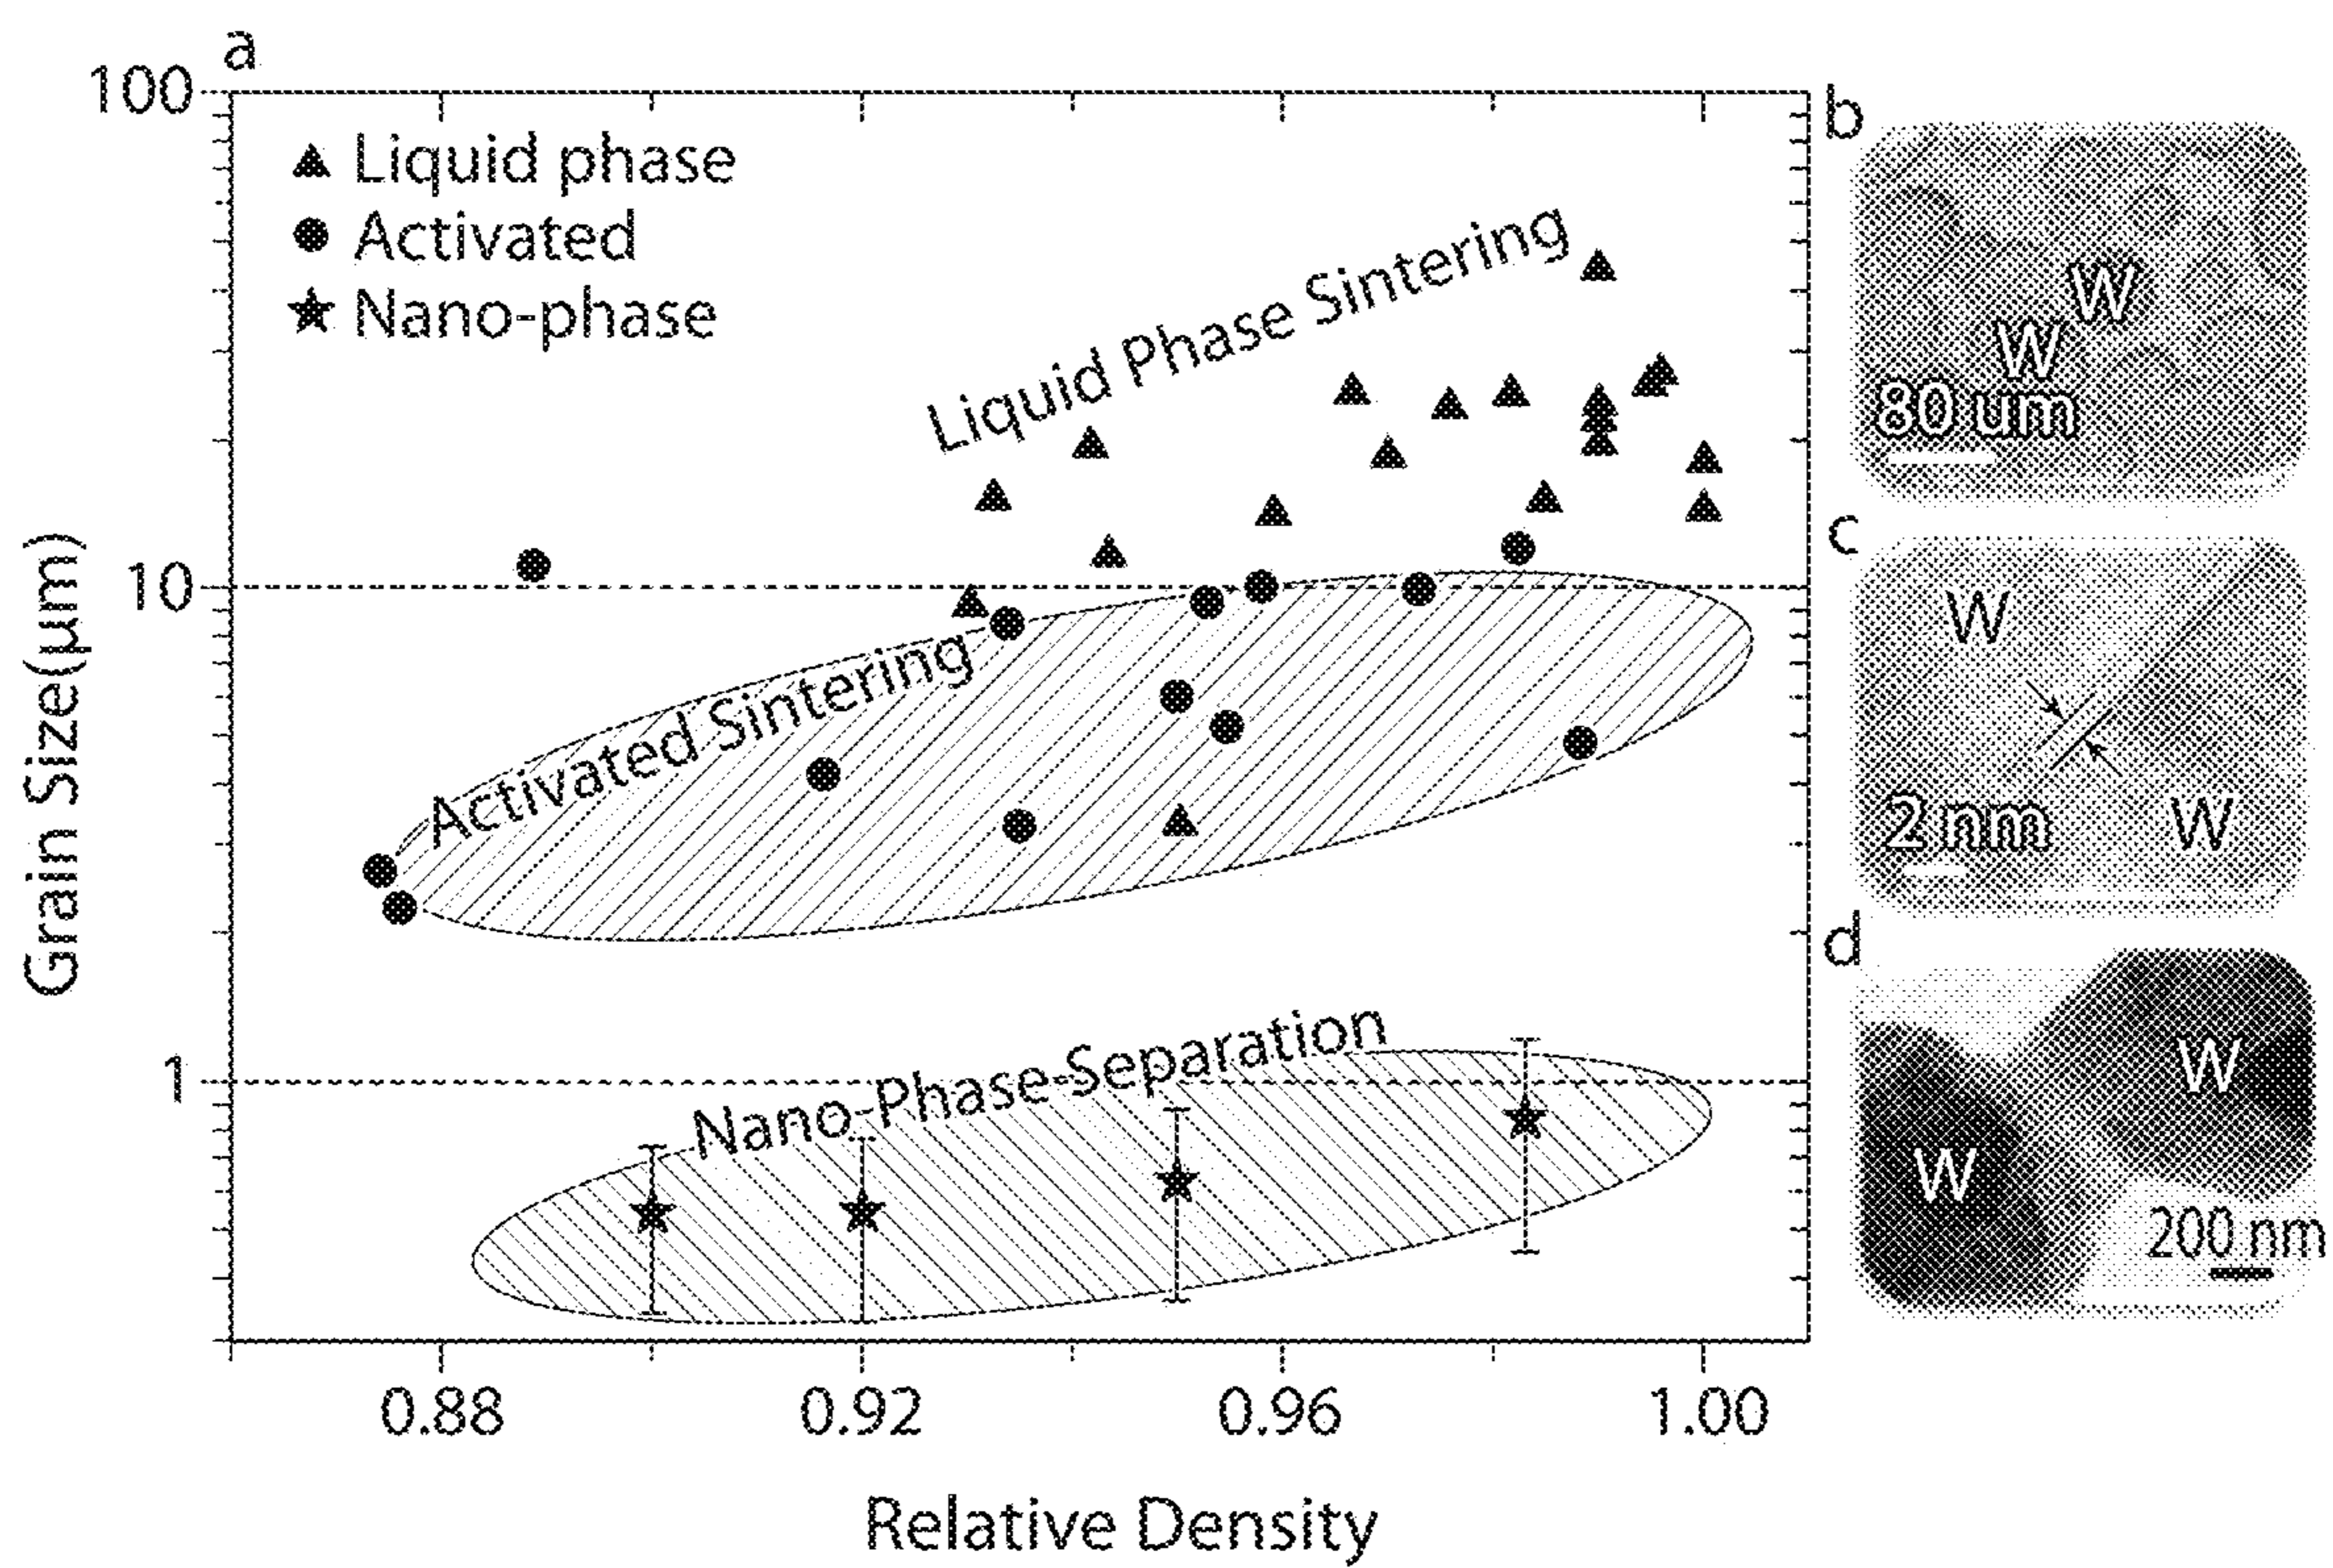 a
100
10
1
Grain Size(µm)
Liquid phase
Activated
Nano-phase
Liquid Phase Sintering
Activated Sintering
Nano-Phase-Separation
0.88 0.92 0.96 1.00
Relative Density
b
W
W
80 um
c
W
2 nm
W
d
W
W
200 nm